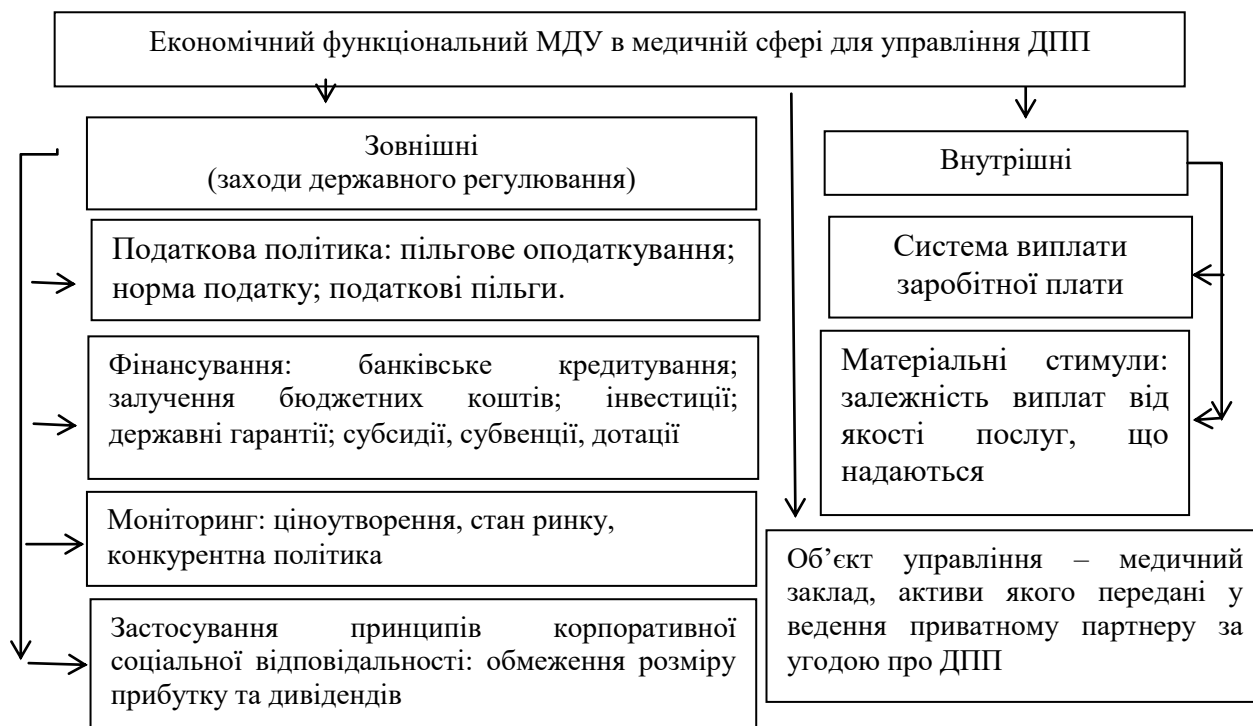 Економічний функціональний МДУ в медичній сфері для управління ДПП
Зовнішні
(заходи державного регулювання)
Податкова політика: пільгове оподаткування;
норма податку; податкові пільги.
Фінансування: банківське кредитування;
залучення бюджетних коштів; інвестиції;
державні гарантії; субсидії, субвенції, дотації
Моніторинг: ціноутворення, стан ринку,
конкурентна політика
Застосування принципів корпоративної
соціальної відповідальності: обмеження розміру
прибутку та дивідендів
Внутрішні
Система виплати
заробітної плати
Матеріальні стимули:
залежність виплат від
якості послуг, що
надаються
Об’єкт управління – медичний
заклад, активи якого передані у
ведення приватному партнеру за
угодою про ДПП